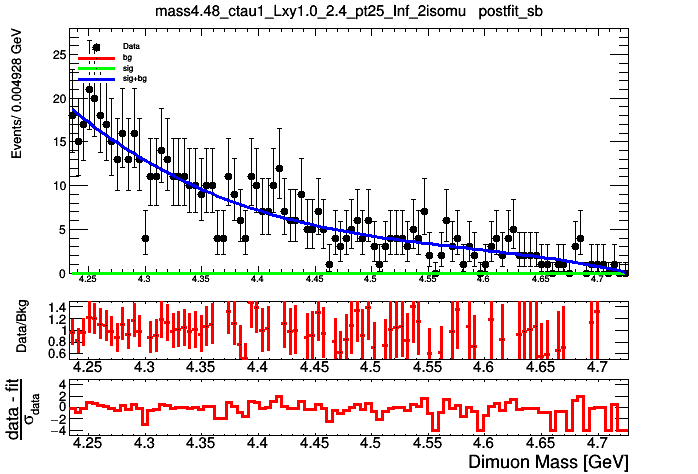 mass4.48_ctau1_Lxy1.0_2.4_pt25_Inf_2isomu postfit_sb
Events/ 0.004928 GeV
25
20
15
10
5
0
Data
bg
sig
sig+bg
4.25 4.3 4.35 4.4 4.45 4.5 4.55 4.6 4.65 4.7
Data/Bkg
1.4
1.2
1
0.8
0.6
4.25 4.3 4.35 4.4 4.45 4.5 4.55 4.6 4.65 4.7
data - fit
σdata
4
2
0
−2
−4
4.25 4.3 4.35 4.4 4.45 4.5 4.55 4.6 4.65 4.7
Dimuon Mass [GeV]